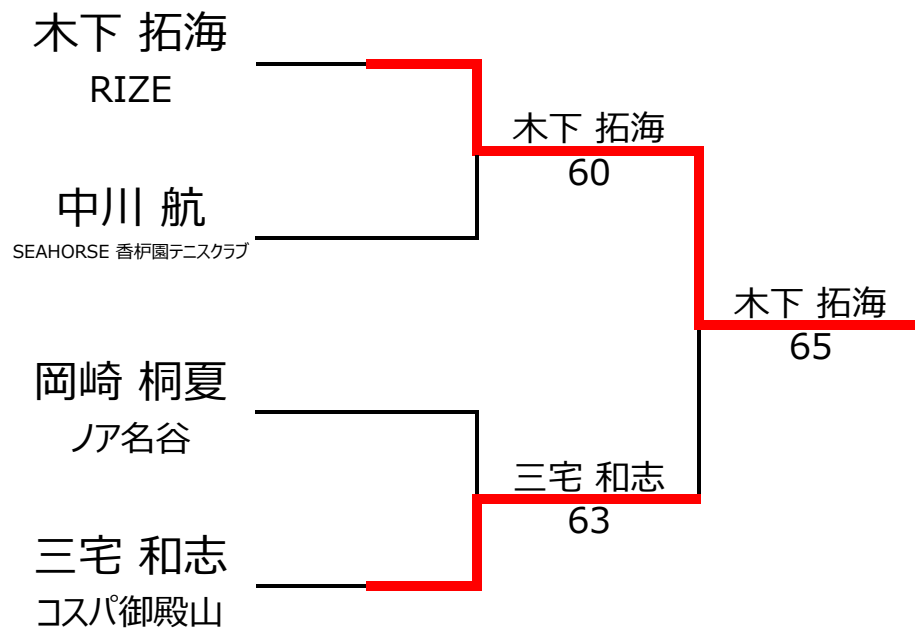 木下 拓海
RIZE
中川 航
SEAHORSE 香枦園テニスクラブ
岡崎 桐夏
ノア名谷
三宅 和志
コスパ御殿山
木下 拓海
60
三宅 和志
63
木下 拓海
65